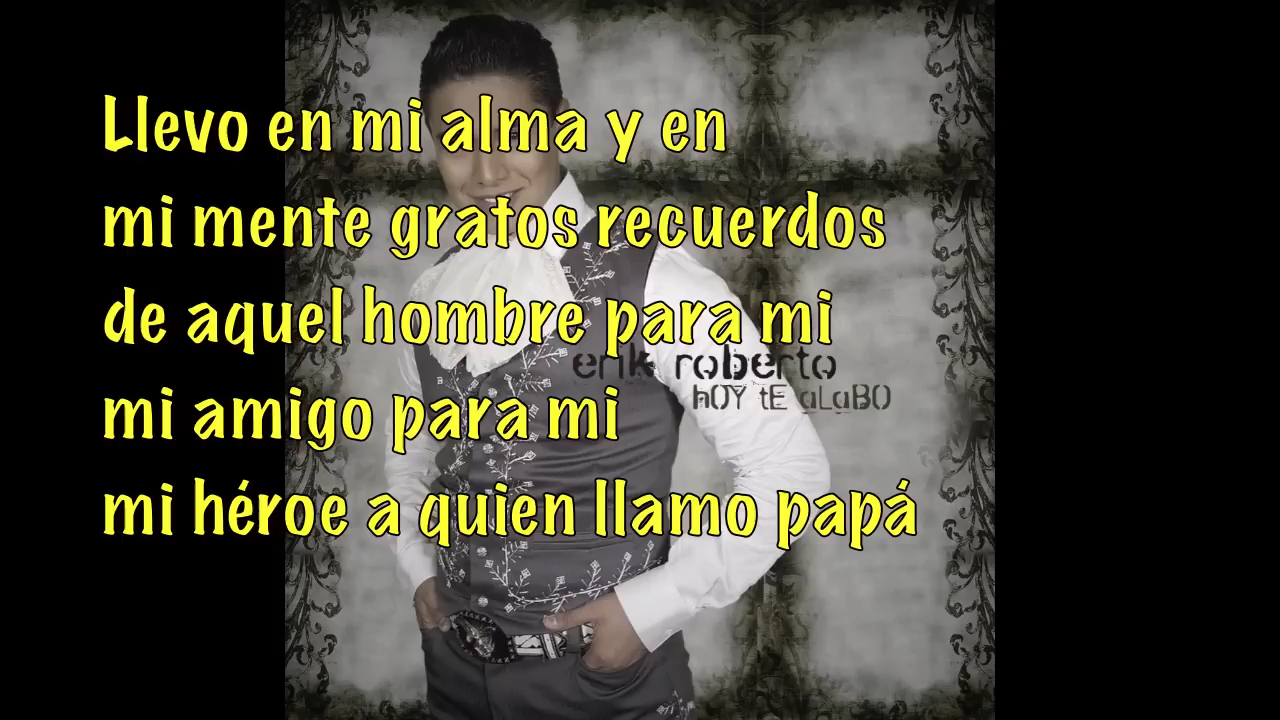 Llevo en mi alma y en
mi mente gratos recuerdos
de aquel hombre para mi
erik roberto
hOY tE aLaBO
mi amigo para mi
mi héroe a quien llamo papá